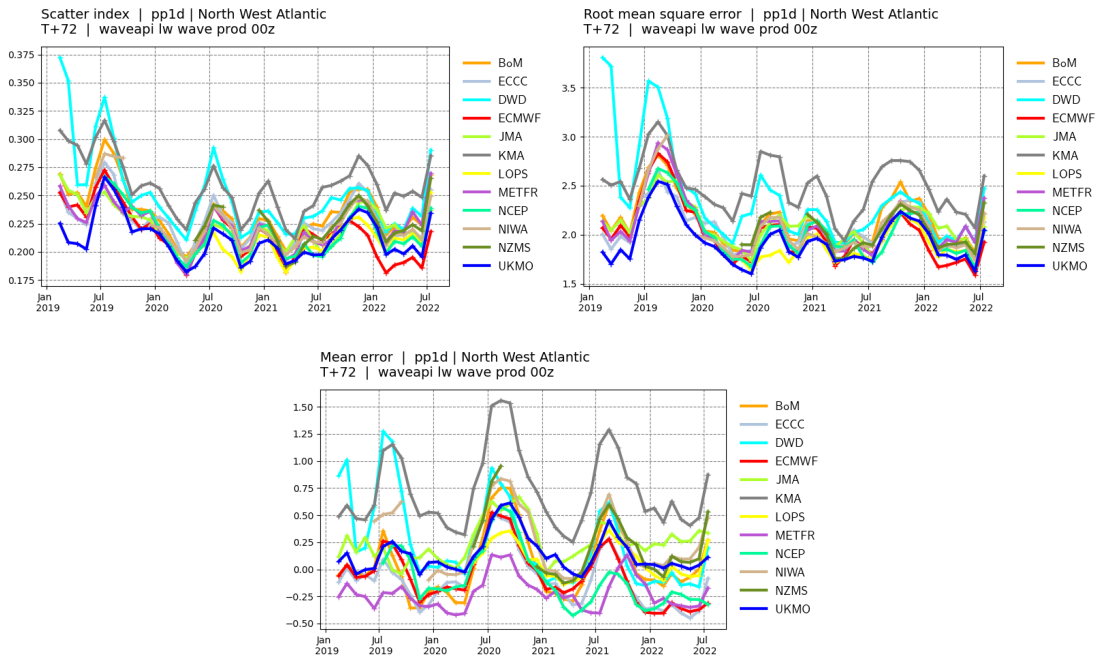 Scatter index | pp1d | North West Atlantic
T+72 | waveapi lw wave prod 00z
0.375
0.350
0.325
0.300
0.275
0.250
0.225
0.200
0.175
Jan 2019
Jul 2019
Jan 2020
Jul 2020
Jan 2021
Jul 2021
Jan 2022
Jul 2022
BoM
ECCC
DWD
ECMWF
JMA
KMA
LOPS
METFR
NCEP
NIWA
NZMS
UKMO
Root mean square error | pp1d | North West Atlantic
T+72 | waveapi lw wave prod 00z
3.5
3.0
2.5
2.0
1.5
Jan 2019
Jul 2019
Jan 2020
Jul 2020
Jan 2021
Jul 2021
Jan 2022
Jul 2022
BoM
ECCC
DWD
ECMWF
JMA
KMA
LOPS
METFR
NCEP
NIWA
NZMS
UKMO
Mean error | pp1d | North West Atlantic
T+72 | waveapi lw wave prod 00z
1.50
1.25
1.00
0.75
0.50
0.25
0.00
−0.25
−0.50
Jan 2019
Jul 2019
Jan 2020
Jul 2020
Jan 2021
Jul 2021
Jan 2022
Jul 2022
BoM
ECCC
DWD
ECMWF
JMA
KMA
LOPS
METFR
NCEP
NIWA
NZMS
UKMO